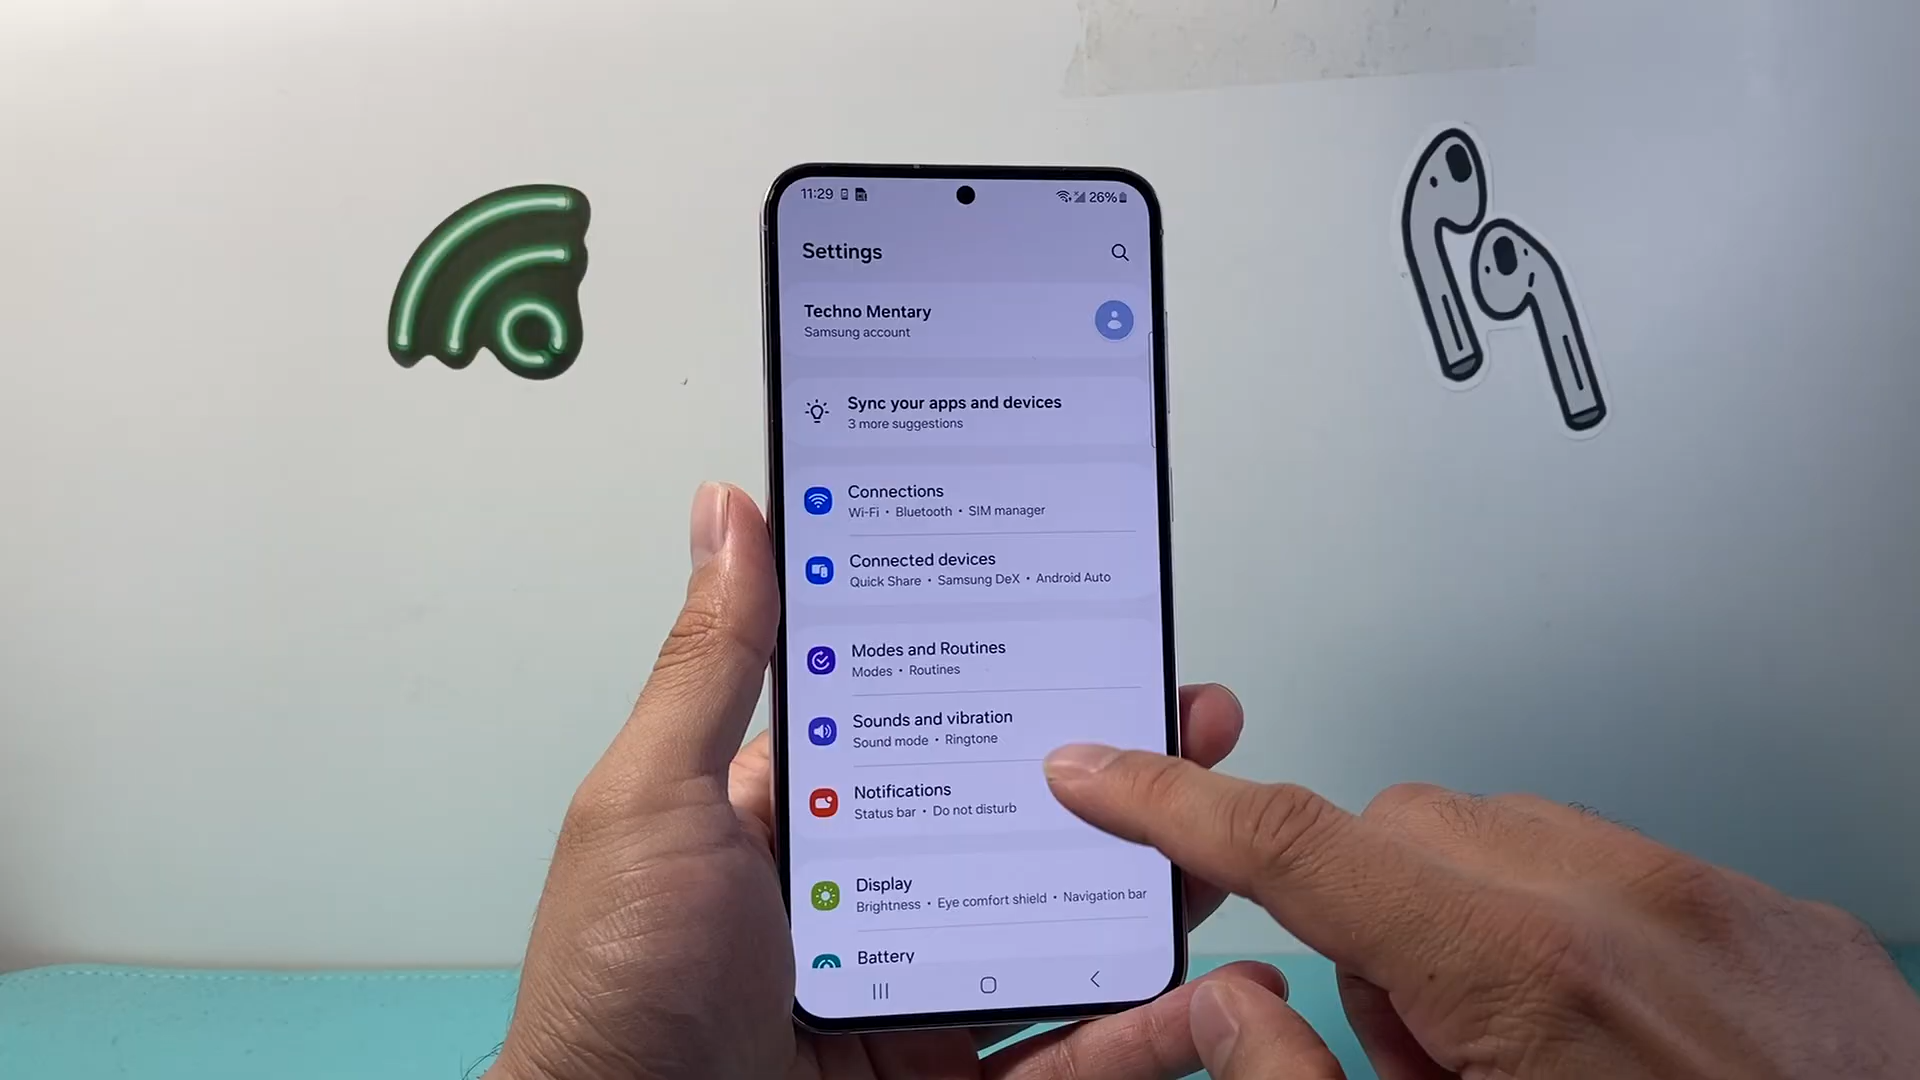 11:29
26%
Settings
Techno Mentary
Samsung account
Sync your apps and devices
3 more suggestions
Connections
Wi-Fi • Bluetooth • SIM manager
Connected devices
Quick Share • Samsung DeX • Android Auto
Modes and Routines
Modes • Routines
Sounds and vibration
Sound mode • Ringtone
Notifications
Status bar • Do not disturb
Display
Brightness • Eye comfort shield • Navigation bar
Battery